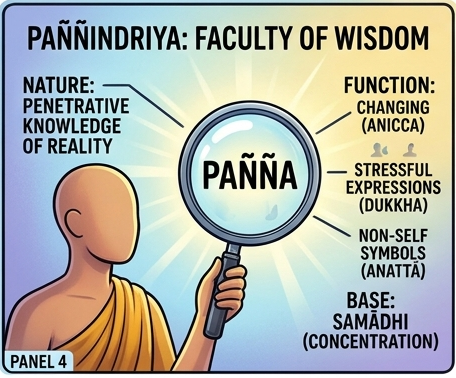 PAÑÑINDRIYA: FACULTY OF WISDOM
NATURE:
PENETRATIVE
KNOWLEDGE
OF REALITY
PAÑÑA
FUNCTION:
CHANGING
(ANICCA)
STRESSFUL
EXPRESSIONS
(DUKKHA)
NON-SELF
SYMBOLS
(ANATTĀ)
BASE:
SAMĀDHI
(CONCENTRATION)
PANEL 4